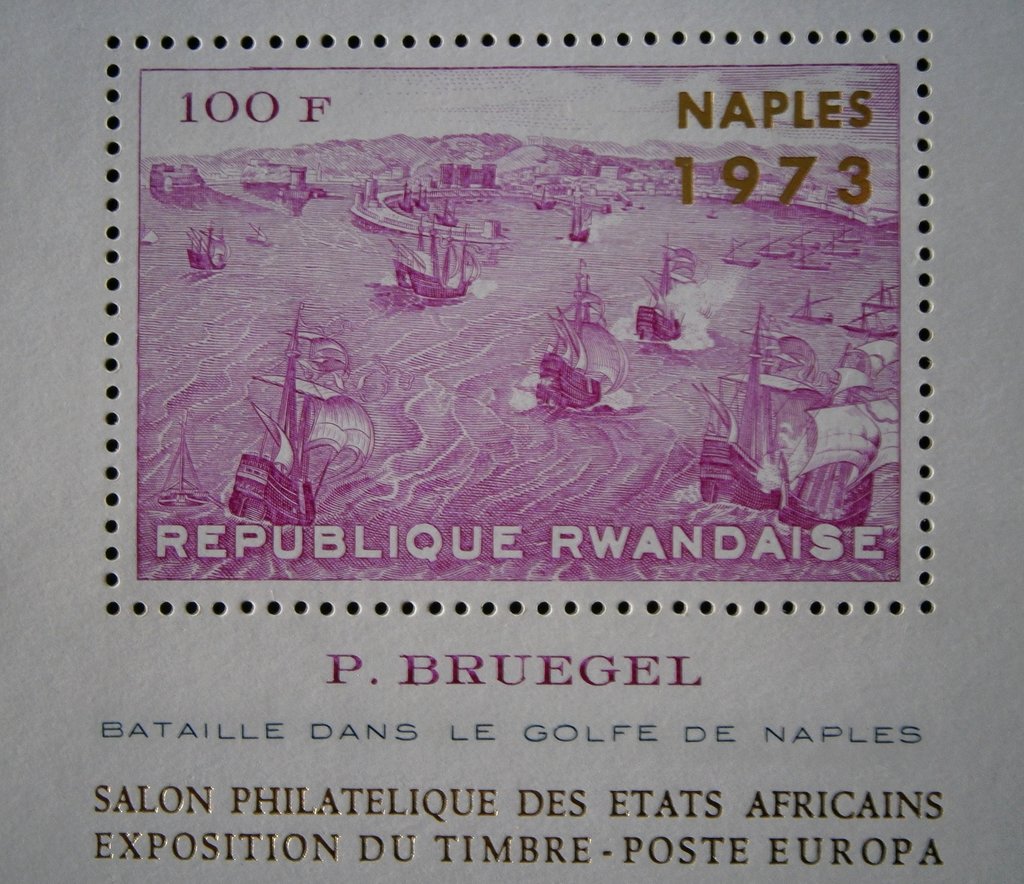 100 F
NAPLES
1973
REPUBLIQUE RWANDAISE
P. BRUEGEL
BATAILLE DANS LE GOLFE DE NAPLES
SALON PHILATELIQUE DES ETATS AFRICAINS
EXPOSITION DU TIMBRE-POSTE EUROPA